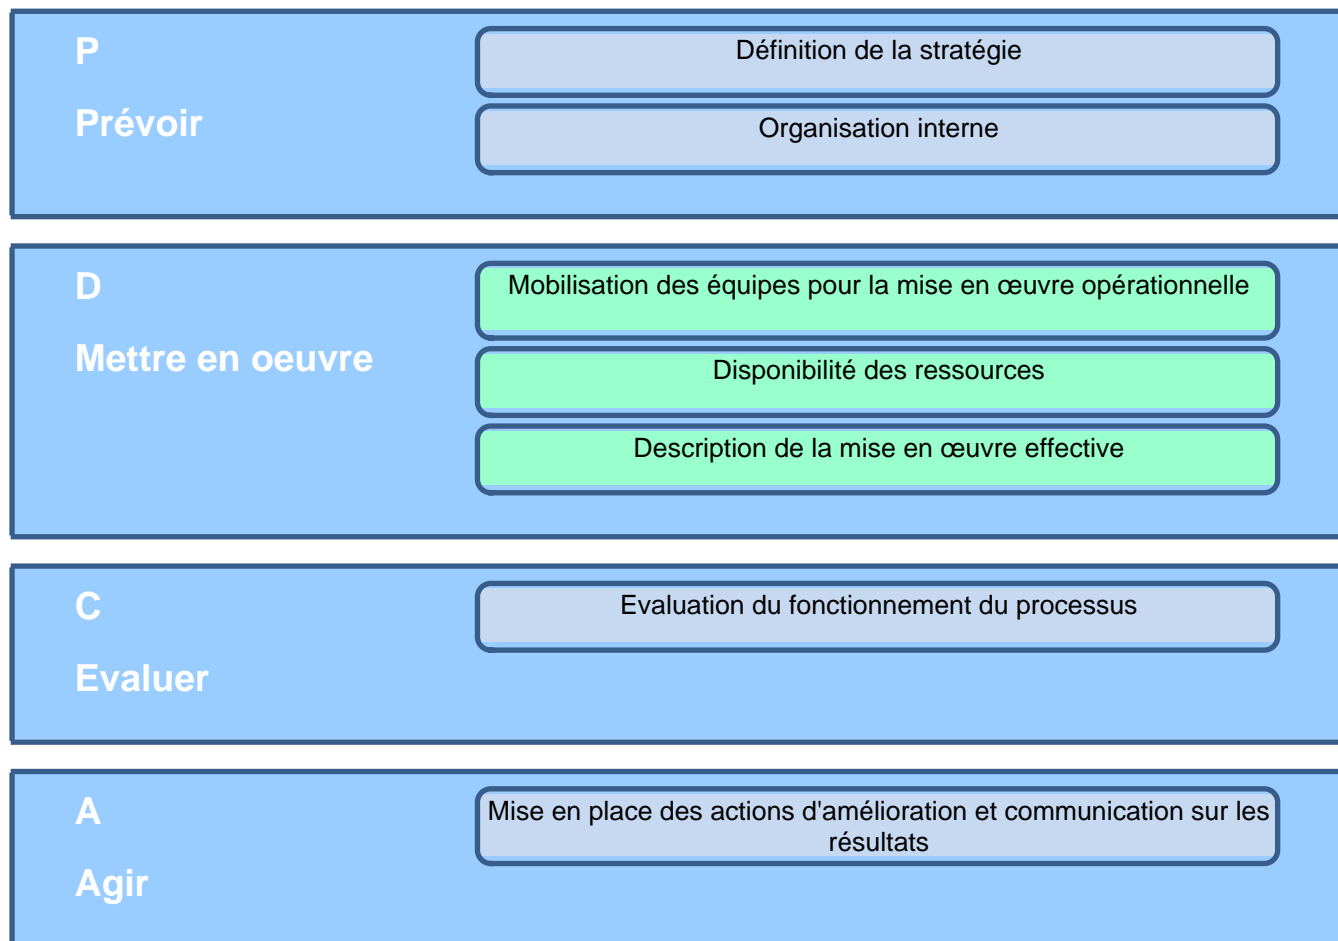 P
Définition de la stratégie
Prévoir
Organisation interne
D
Mobilisation des équipes pour la mise en œuvre opérationnelle
Mettre en oeuvre
Disponibilité des ressources
Description de la mise en œuvre effective
C
Evaluation du fonctionnement du processus
Evaluer
A
Mise en place des actions d'amélioration et communication sur les
résultats
Agir